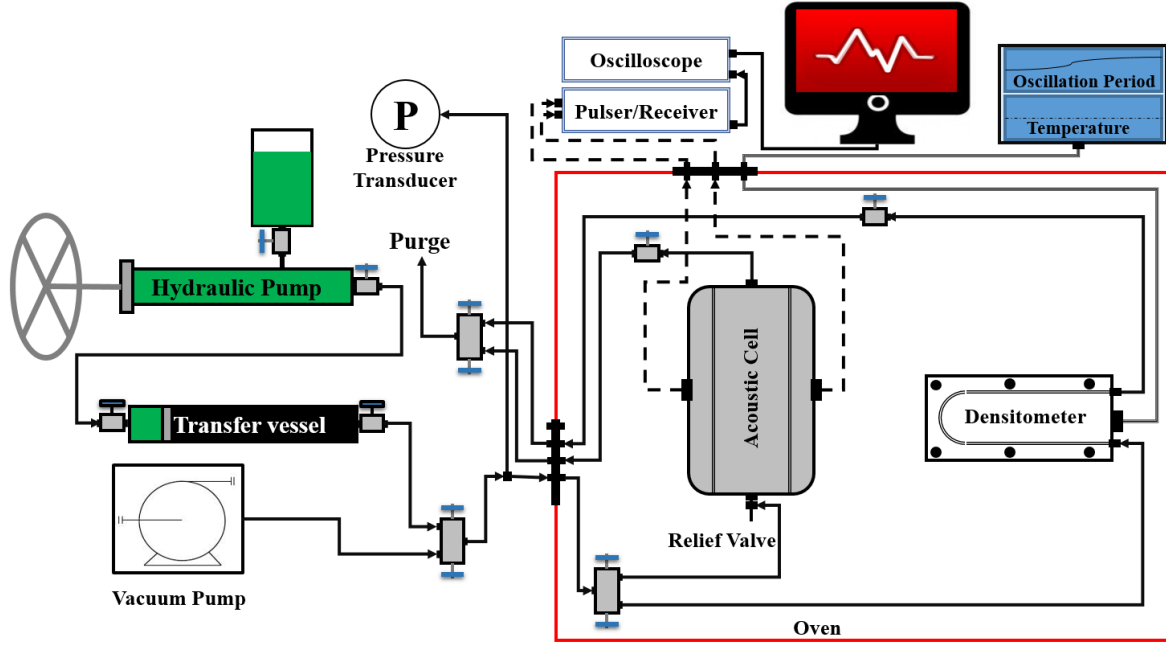 Oscilloscope
Pulser/Receiver
Oscillation Period
Temperature
P
Pressure
Transducer
Purge
Hydraulic Pump
Transfer vessel
Vacuum Pump
Acoustic Cell
Densitometer
Relief Valve
Oven